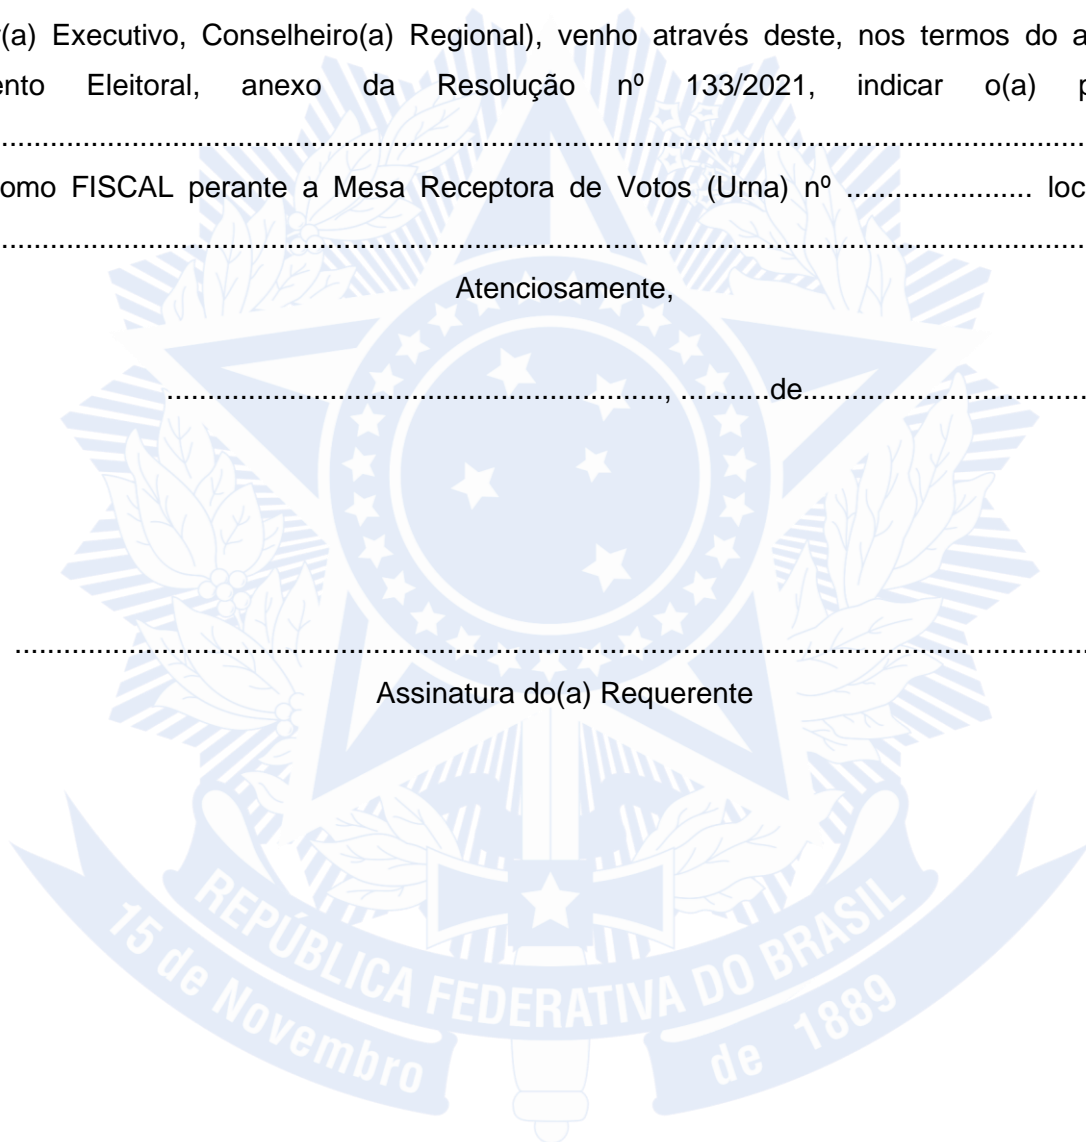 r(a) Executivo, Conselheiro(a) Regional), venho através deste, nos termos do a
ento Eleitoral, anexo da Resolução nº 133/2021, indicar o(a) p
..........................................................................................................................................
omo FISCAL perante a Mesa Receptora de Votos (Urna) nº ....................... loc
..........................................................................................................................................
Atenciosamente,
............................................................., ...........de...................................
....................................................................................................................................
Assinatura do(a) Requerente
REPÚBLICA FEDERATIVA DO BRASIL
15 de Novembro de 1889